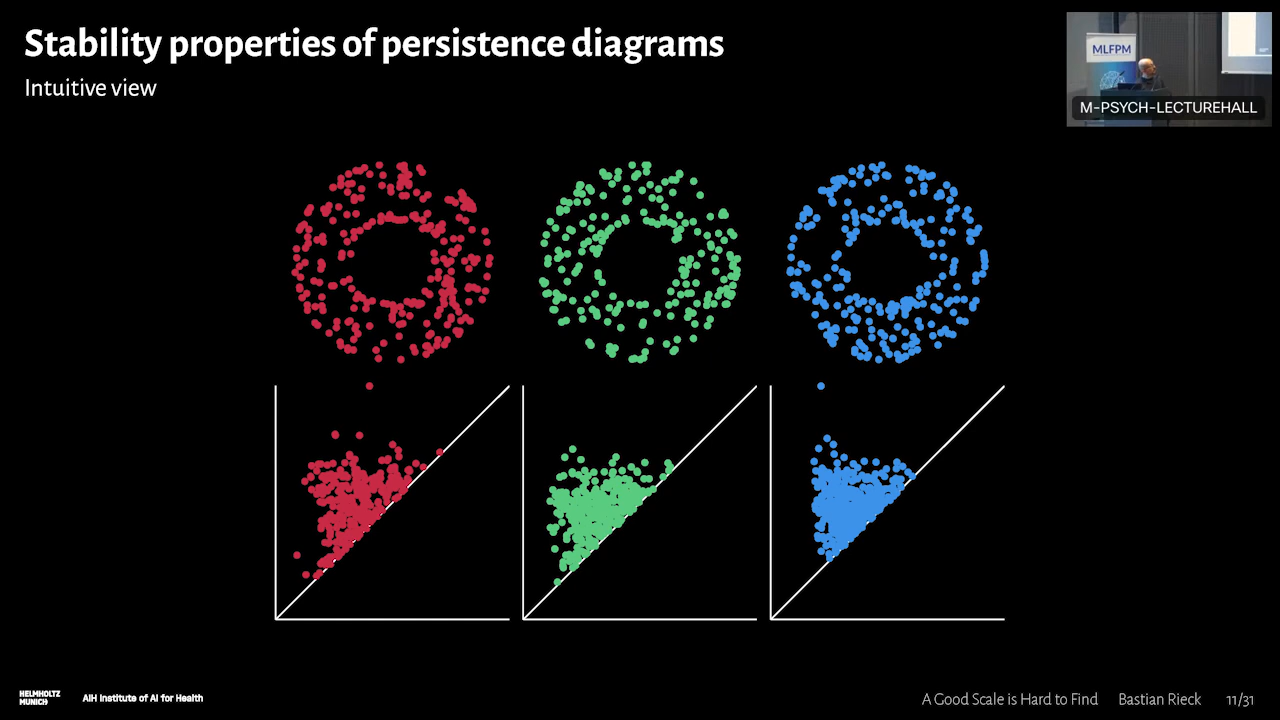 Stability properties of persistence diagrams
Intuitive view
MLFPM
M-PSYCH-LECTUREHALL
HELMHOLTZ
MUNICH
AIH Institute of AI for Health
A Good Scale is Hard to Find
Bastian Rieck
11/31